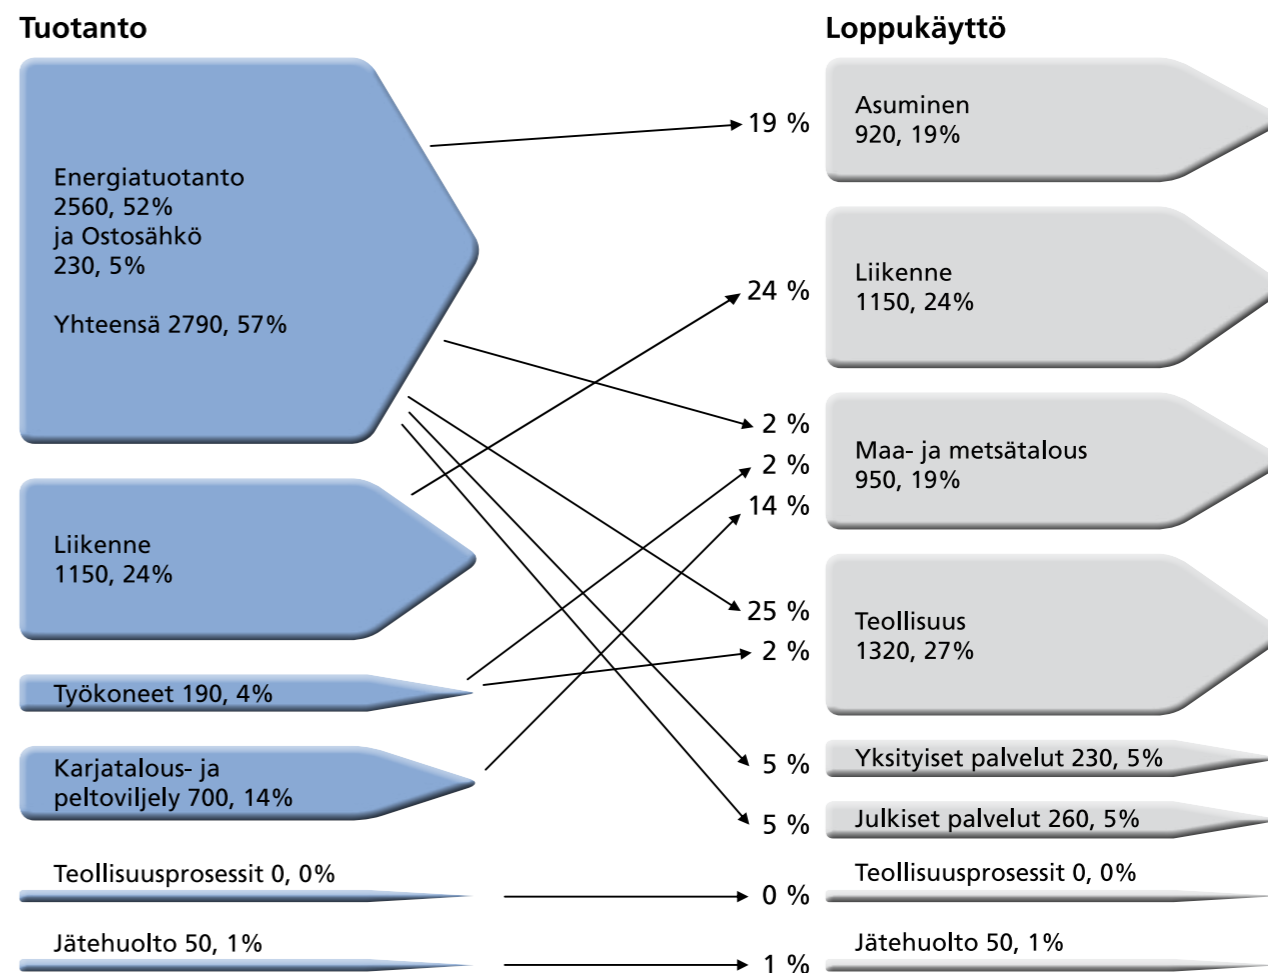 Tuotanto
Energiatuotanto
2560, 52%
ja Ostosähkö
230, 5%
Yhteensä 2790, 57%
Liikenne
1150, 24%
Työkoneet 190, 4%
Karjatalous- ja
peltoviljely 700, 14%
Teollisuusprosessit 0, 0%
Jätehuolto 50, 1%
19 %
24 %
2 %
2 %
14 %
25 %
2 %
5 %
5 %
0 %
1 %
Loppukäyttö
Asuminen
920, 19%
Liikenne
1150, 24%
Maa- ja metsätalous
950, 19%
Teollisuus
1320, 27%
Yksityiset palvelut 230, 5%
Julkiset palvelut 260, 5%
Teollisuusprosessit 0, 0%
Jätehuolto 50, 1%